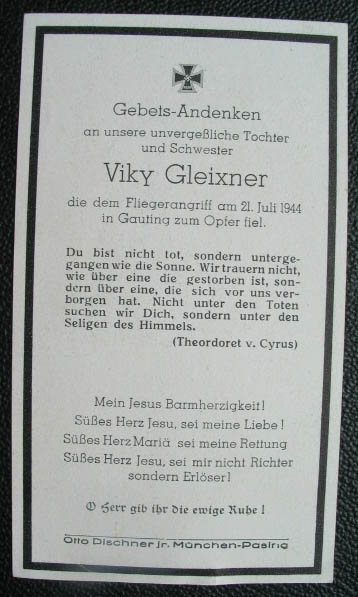 Gebets-Andenken
an unsere unvergeßliche Tochter
und Schwester
Viky Gleixner
die dem Fliegerangriff am 21. Juli 1944
in Gauting zum Opfer fiel.
Du bist nicht tot, sondern unterge-
gangen wie die Sonne. Wir trauern nicht,
wie über eine die gestorben ist, son-
dern über eine, die sich vor uns ver-
borgen hat. Nicht unter den Toten
suchen wir Dich, sondern unter den
Seligen des Himmels.
(Theordoret v. Cyrus)
Mein Jesus Barmherzigkeit!
Süßes Herz Jesu, sei meine Liebe!
Süßes Herz Mariä sei meine Rettung
Süßes Herz Jesu, sei mir nicht Richter
sondern Erlöser!
O Herr gib ihr die ewige Ruhe!
Otto Dischner jr. München-Pasing